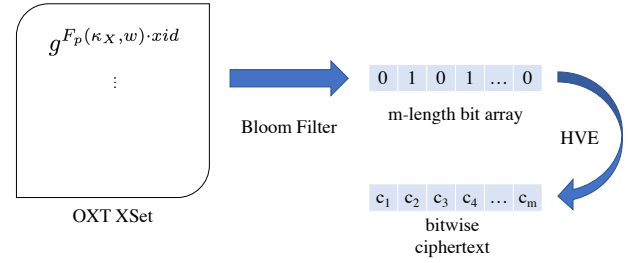 g^{F_p(κ_X,w)·xid}
⋮
OXT XSet
Bloom Filter
0 1 0 1 … 0
m-length bit array
HVE
c₁ c₂ c₃ c₄ … cₘ
bitwise
ciphertext